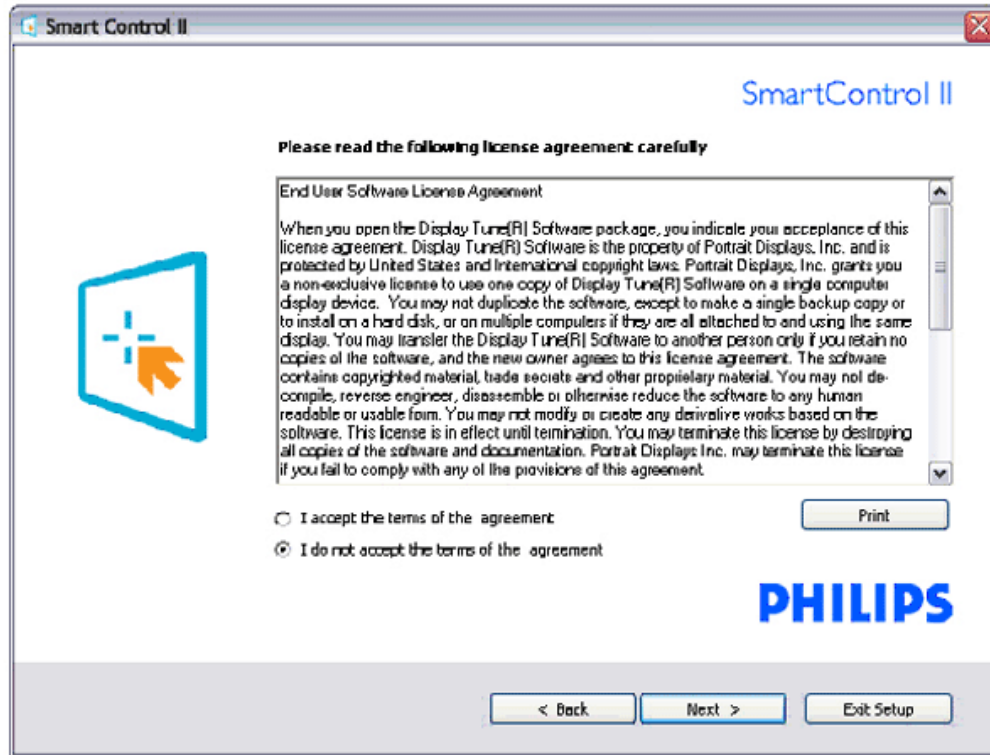 Smart Control II
SmartControl II
Please read the following license agreement carefully
End User Software License Agreement
When you open the Display Tune(R) Software package, you indicate your acceptance of this
license agreement. Display Tune(R) Software is the property of Portrait Displays, Inc. and is
protected by United States and International copyright laws. Portrait Displays, Inc. grants you
a non-exclusive license to use one copy of Display Tune(R) Software on a single computer
display device. You may not duplicate the software, except to make a single backup copy or
to install on a hard disk, or on multiple computers if they are all attached to and using the same
display. You may transfer the Display Tune(R) Software to another person only if you retain no
copies of the software, and the new owner agrees to this license agreement. The software
contains copyrighted material, trade secrets and other proprietary material. You may not de-
compile, reverse engineer, disassemble or otherwise reduce the software to any human
readable or usable form. You may not modify or create any derivative works based on the
software. This license is in effect until termination. You may terminate this license by destroying
all copies of the software and documentation. Portrait Displays Inc. may terminate this license
if you fail to comply with any of the provisions of this agreement.
I accept the terms of the agreement
Print
I do not accept the terms of the agreement
PHILIPS
< Back
Next >
Exit Setup